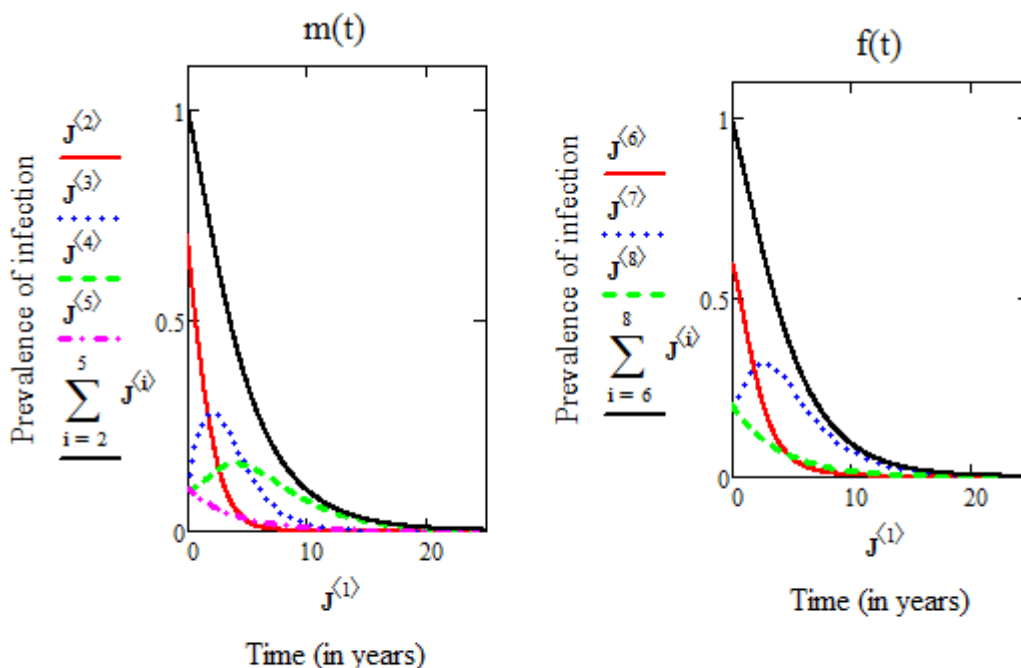 m(t)
Prevalence of infection
J⟨2⟩
J⟨3⟩
J⟨4⟩
J⟨5⟩
5
∑ J⟨i⟩
i = 2
1
0.5
0
0 10 20
J⟨1⟩
Time (in years)
f(t)
Prevalence of infection
J⟨6⟩
J⟨7⟩
J⟨8⟩
8
∑ J⟨i⟩
i = 6
1
0.5
0
0 10 20
J⟨1⟩
Time (in years)